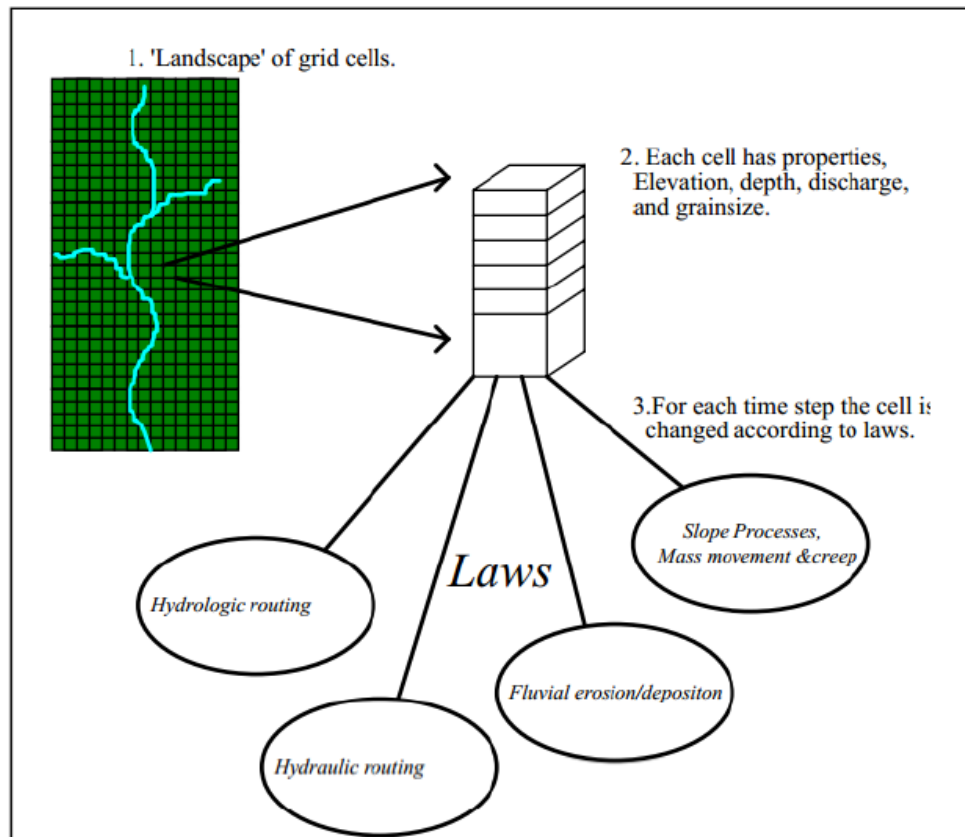 1. 'Landscape' of grid cells.
2. Each cell has properties,
Elevation, depth, discharge,
and grainsize.
3.For each time step the cell is
changed according to laws.
Slope Processes,
Mass movement &creep
Laws
Hydrologic routing
Fluvial erosion/depositon
Hydraulic routing